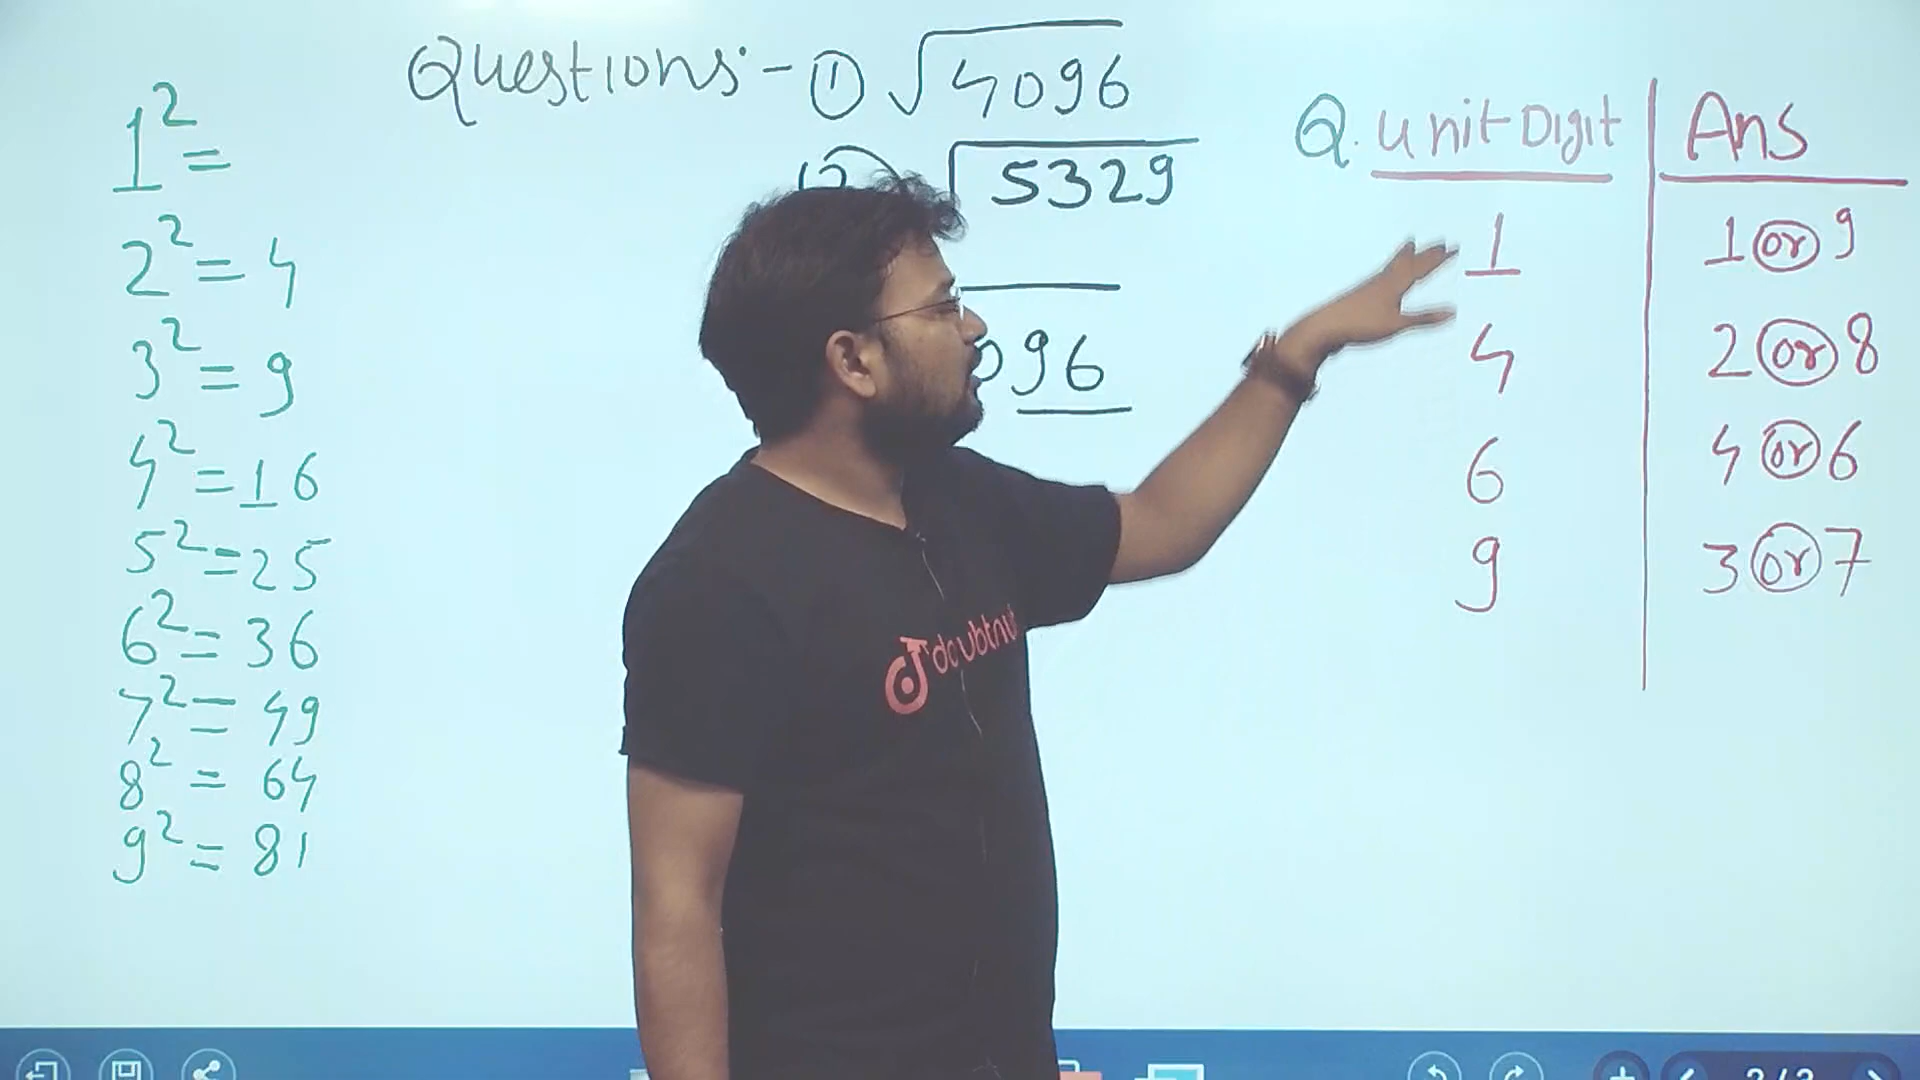 Questions:- ① √4096
② √5329
096
1² =
2² = 4
3² = 9
4² = 16
5² = 25
6² = 36
7² = 49
8² = 64
9² = 81
Q. Unit Digit | Ans
1 | 1 or 9
4 | 2 or 8
6 | 4 or 6
9 | 3 or 7
doubtnut